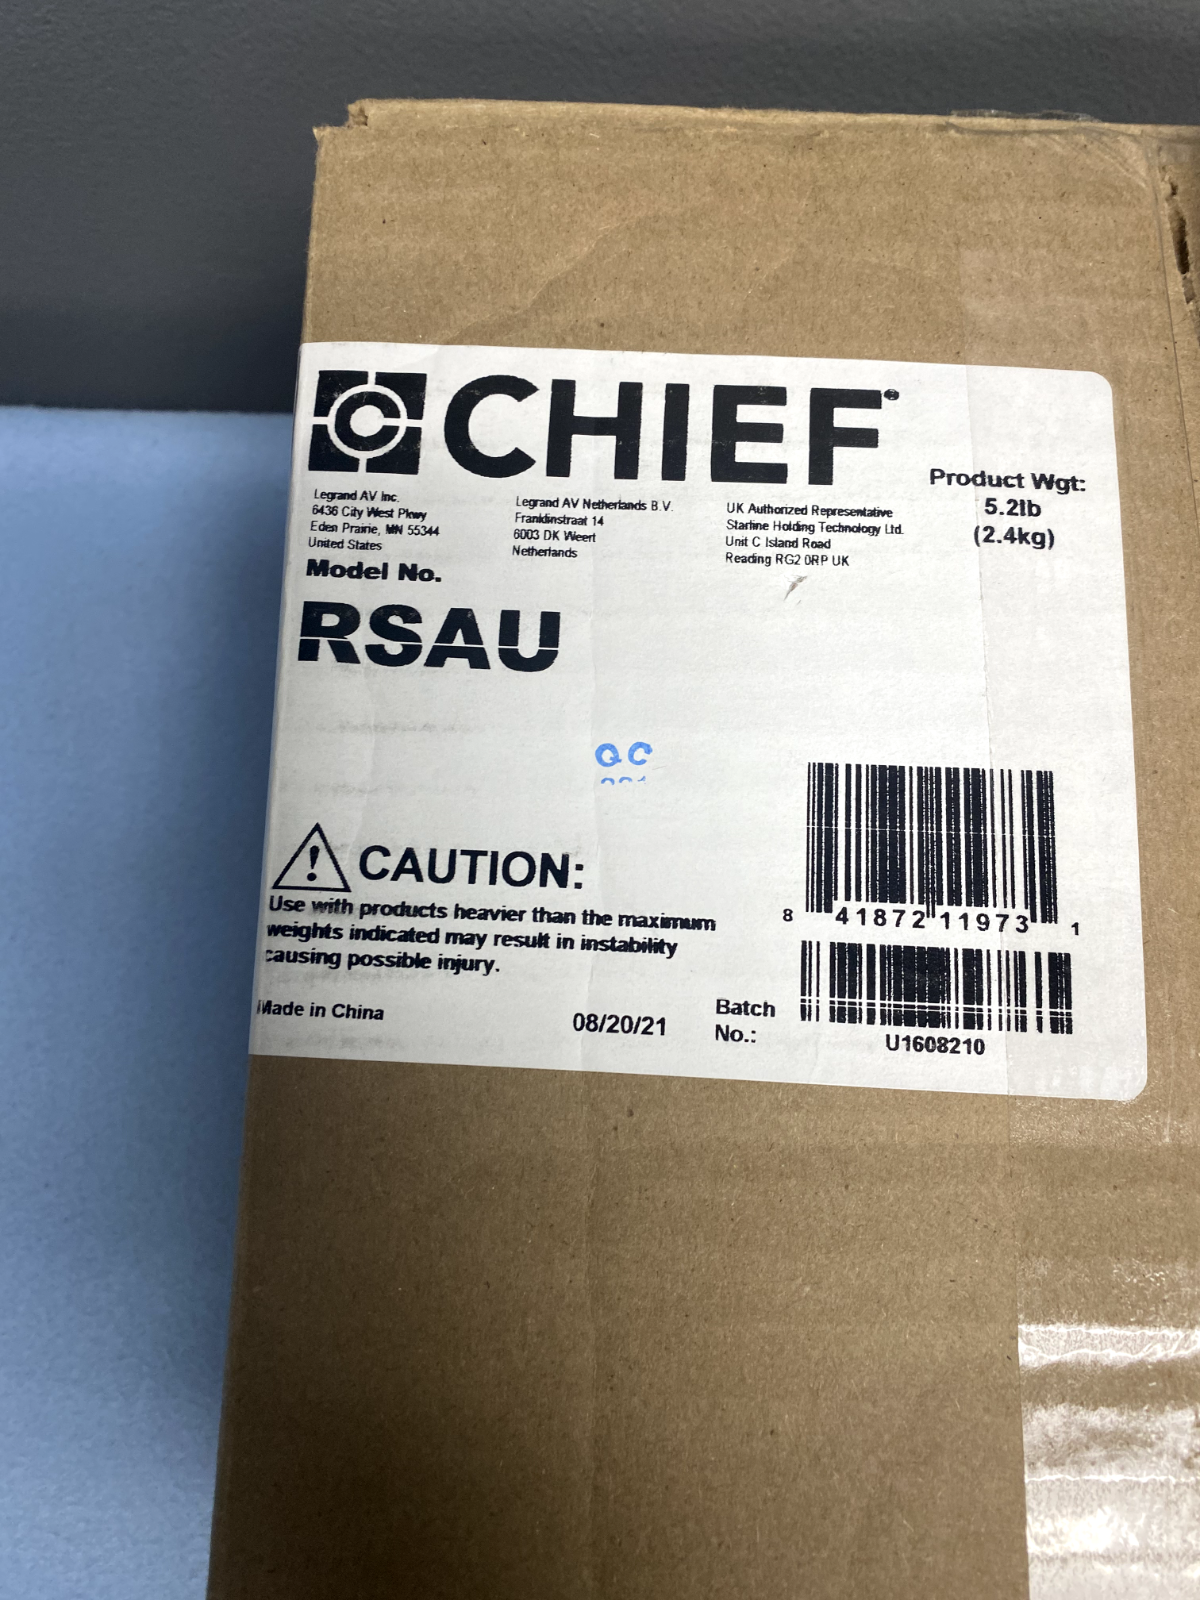 CHIEF®
Legrand AV Inc.
6436 City West Pkwy
Eden Prairie, MN 55344
United States
Legrand AV Netherlands B.V.
Franklinstraat 14
6003 DK Weert
Netherlands
UK Authorized Representative
Starline Holding Technology Ltd.
Unit C Island Road
Reading RG2 0RP UK
Product Wgt:
5.2lb
(2.4kg)
Model No.
RSAU
QC
CAUTION:
Use with products heavier than the maximum
weights indicated may result in instability
causing possible injury.
8 41872 11973 1
Made in China
08/20/21
Batch
No.:
U1608210